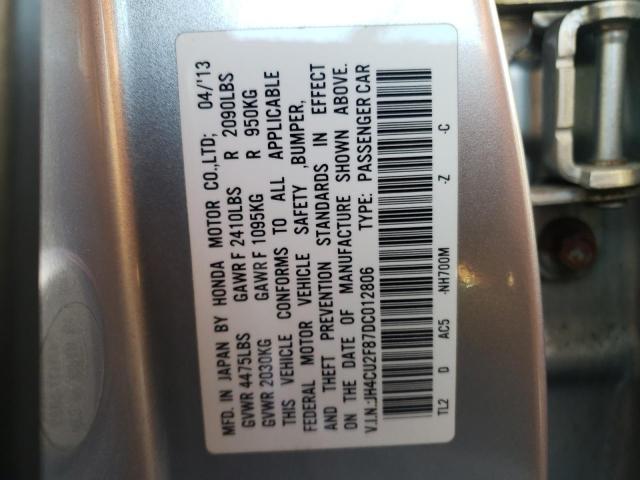 MFD. IN JAPAN BY HONDA MOTOR CO.,LTD; 04/'13
GVWR 4475LBS GAWR F 2410LBS R 2090LBS
GVWR 2030KG GAWR F 1095KG R 950KG
THIS VEHICLE CONFORMS TO ALL APPLICABLE
FEDERAL MOTOR VEHICLE SAFETY ,BUMPER,
AND THEFT PREVENTION STANDARDS IN EFFECT
ON THE DATE OF MANUFACTURE SHOWN ABOVE.
V.I.N.:JH4CU2F87DC012806 TYPE: PASSENGER CAR
TL2 D AC5 -NH700M -Z -C